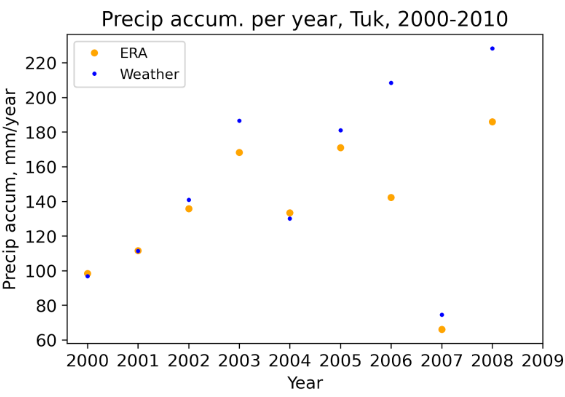 Precip accum. per year, Tuk, 2000-2010
ERA
Weather
Precip accum, mm/year
220
200
180
160
140
120
100
80
60
2000 2001 2002 2003 2004 2005 2006 2007 2008 2009
Year